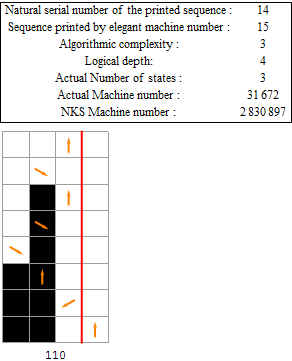 Natural serial number of the printed sequence : 14
Sequence printed by elegant machine number : 15
Algorithmic complexity : 3
Logical depth: 4
Actual Number of states : 3
Actual Machine number : 31 672
NKS Machine number : 2 830 897
110